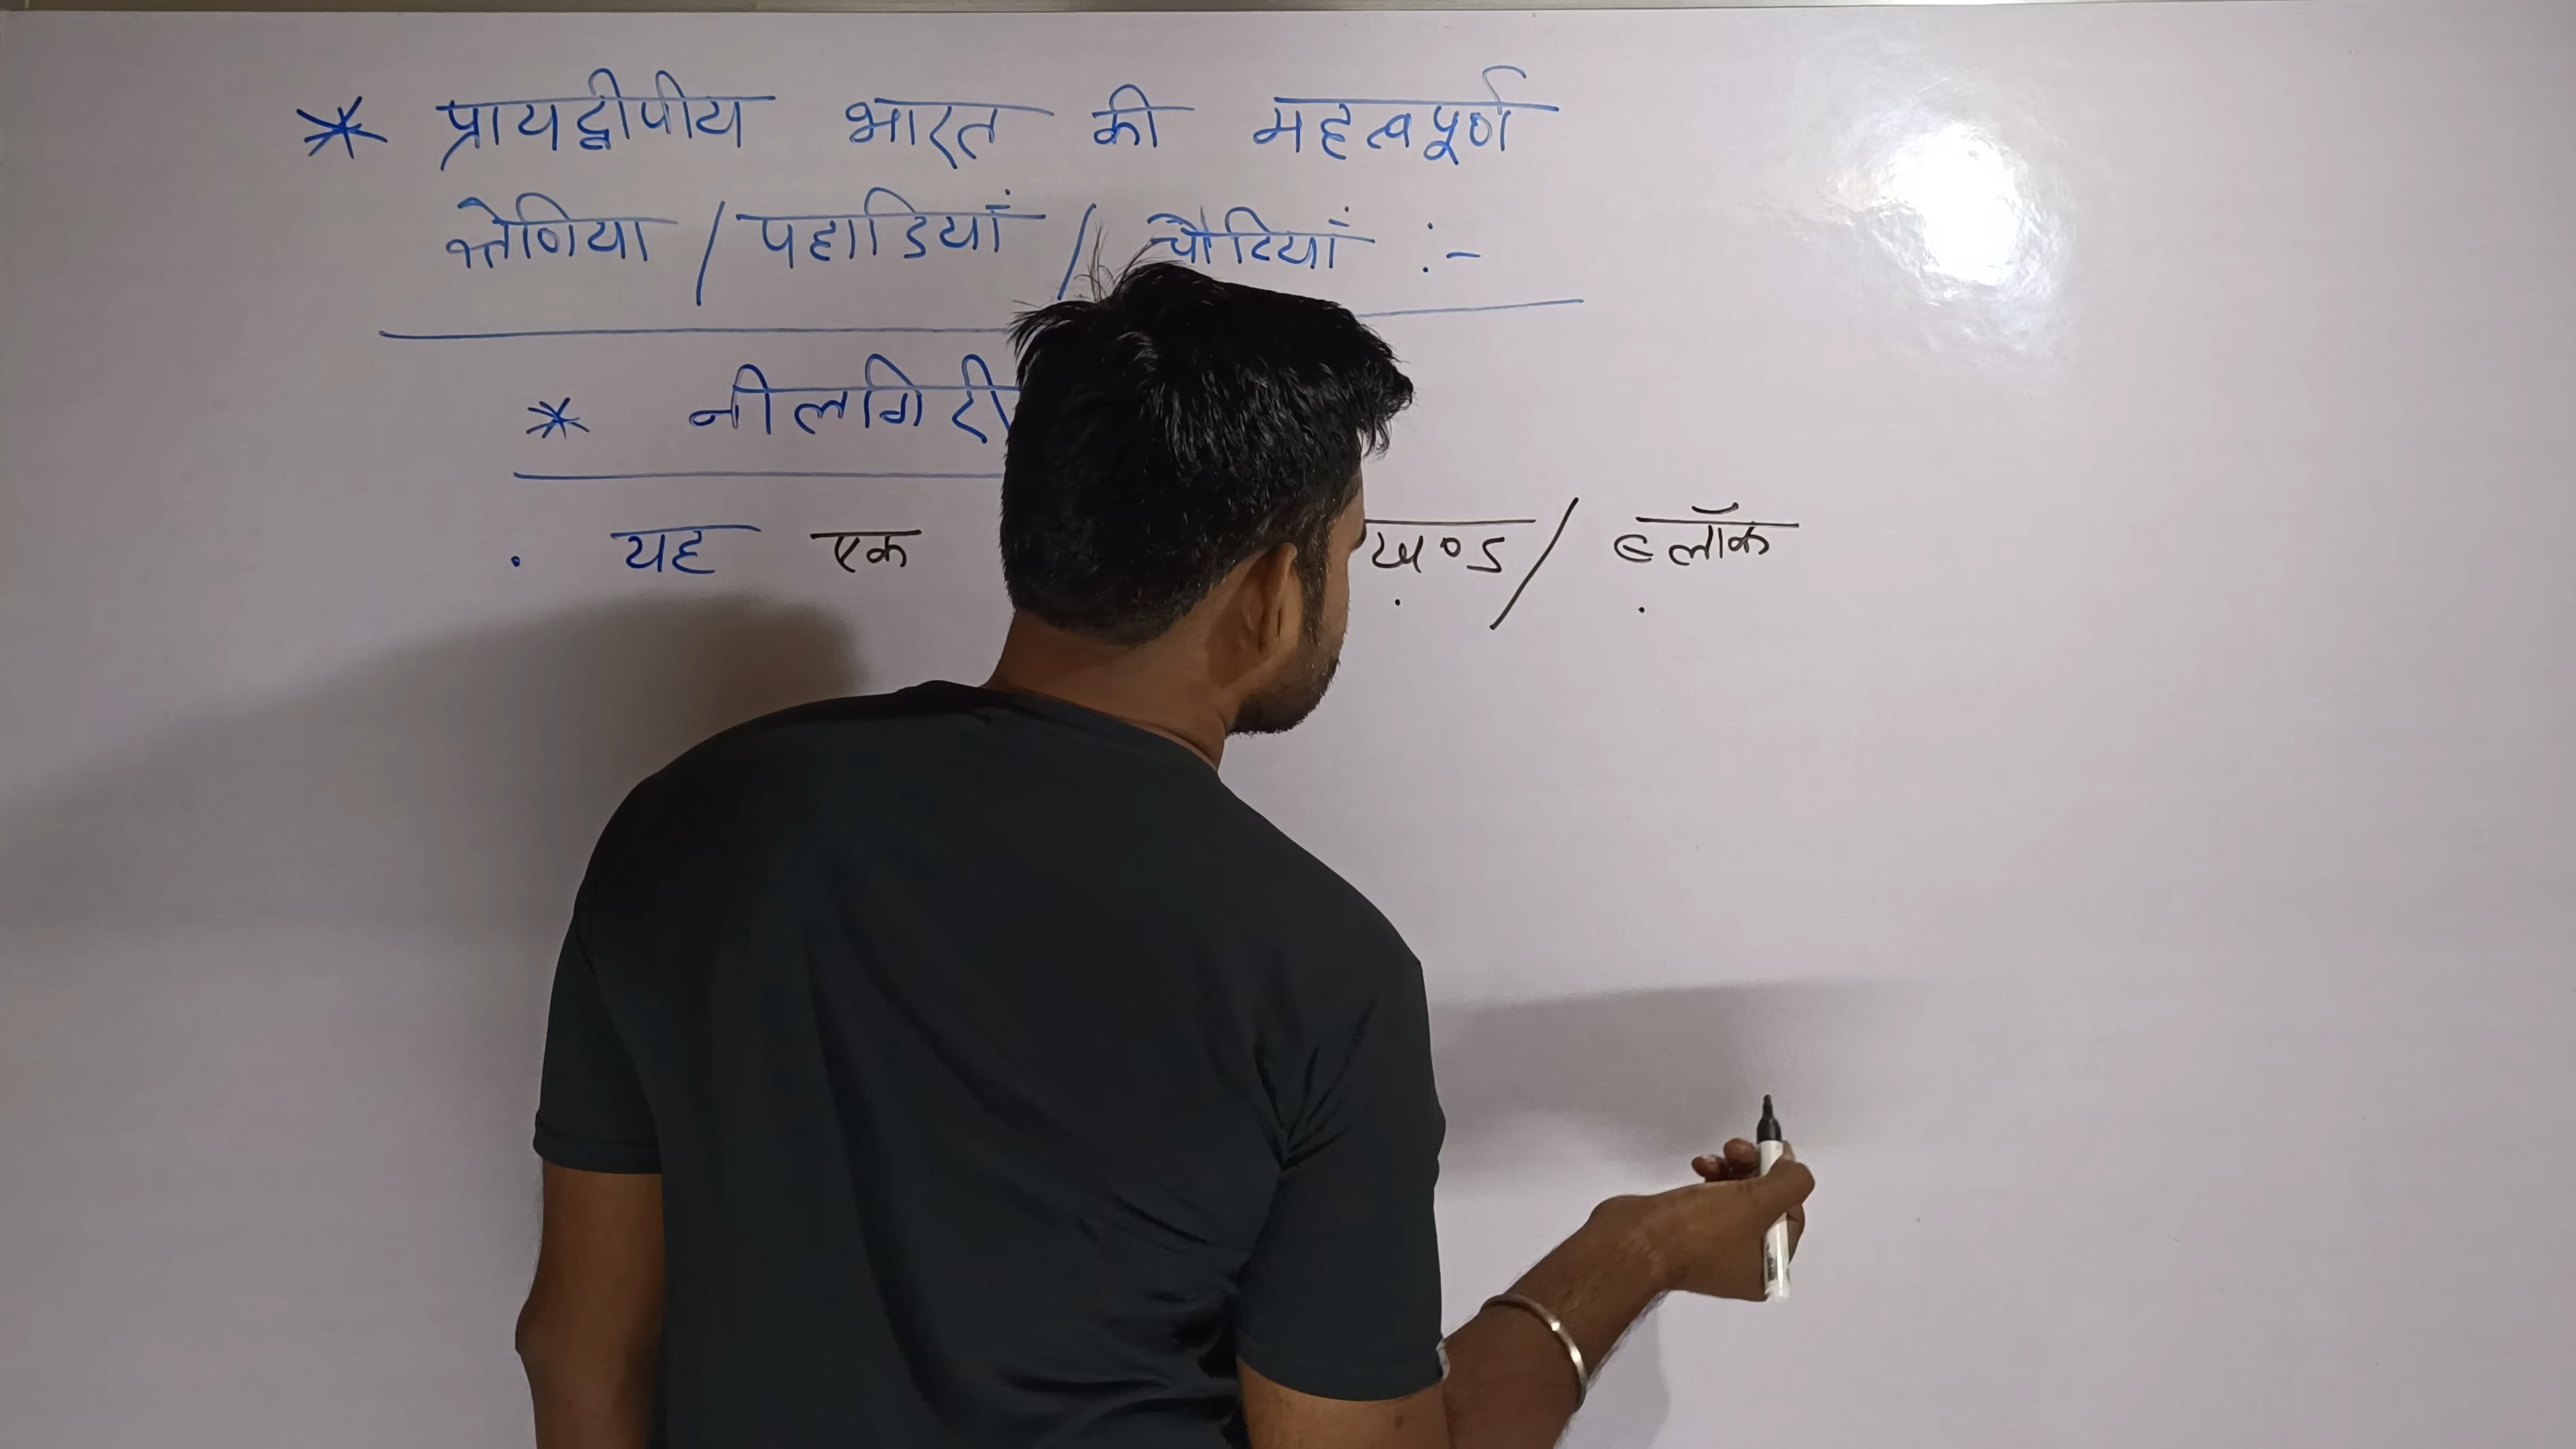 * प्रायद्वीपीय भारत की महत्वपूर्ण
श्रेणिया / पहाडियां / चौटियां :-
* नीलगिरी
. यह एक खण्ड / ब्लॉक